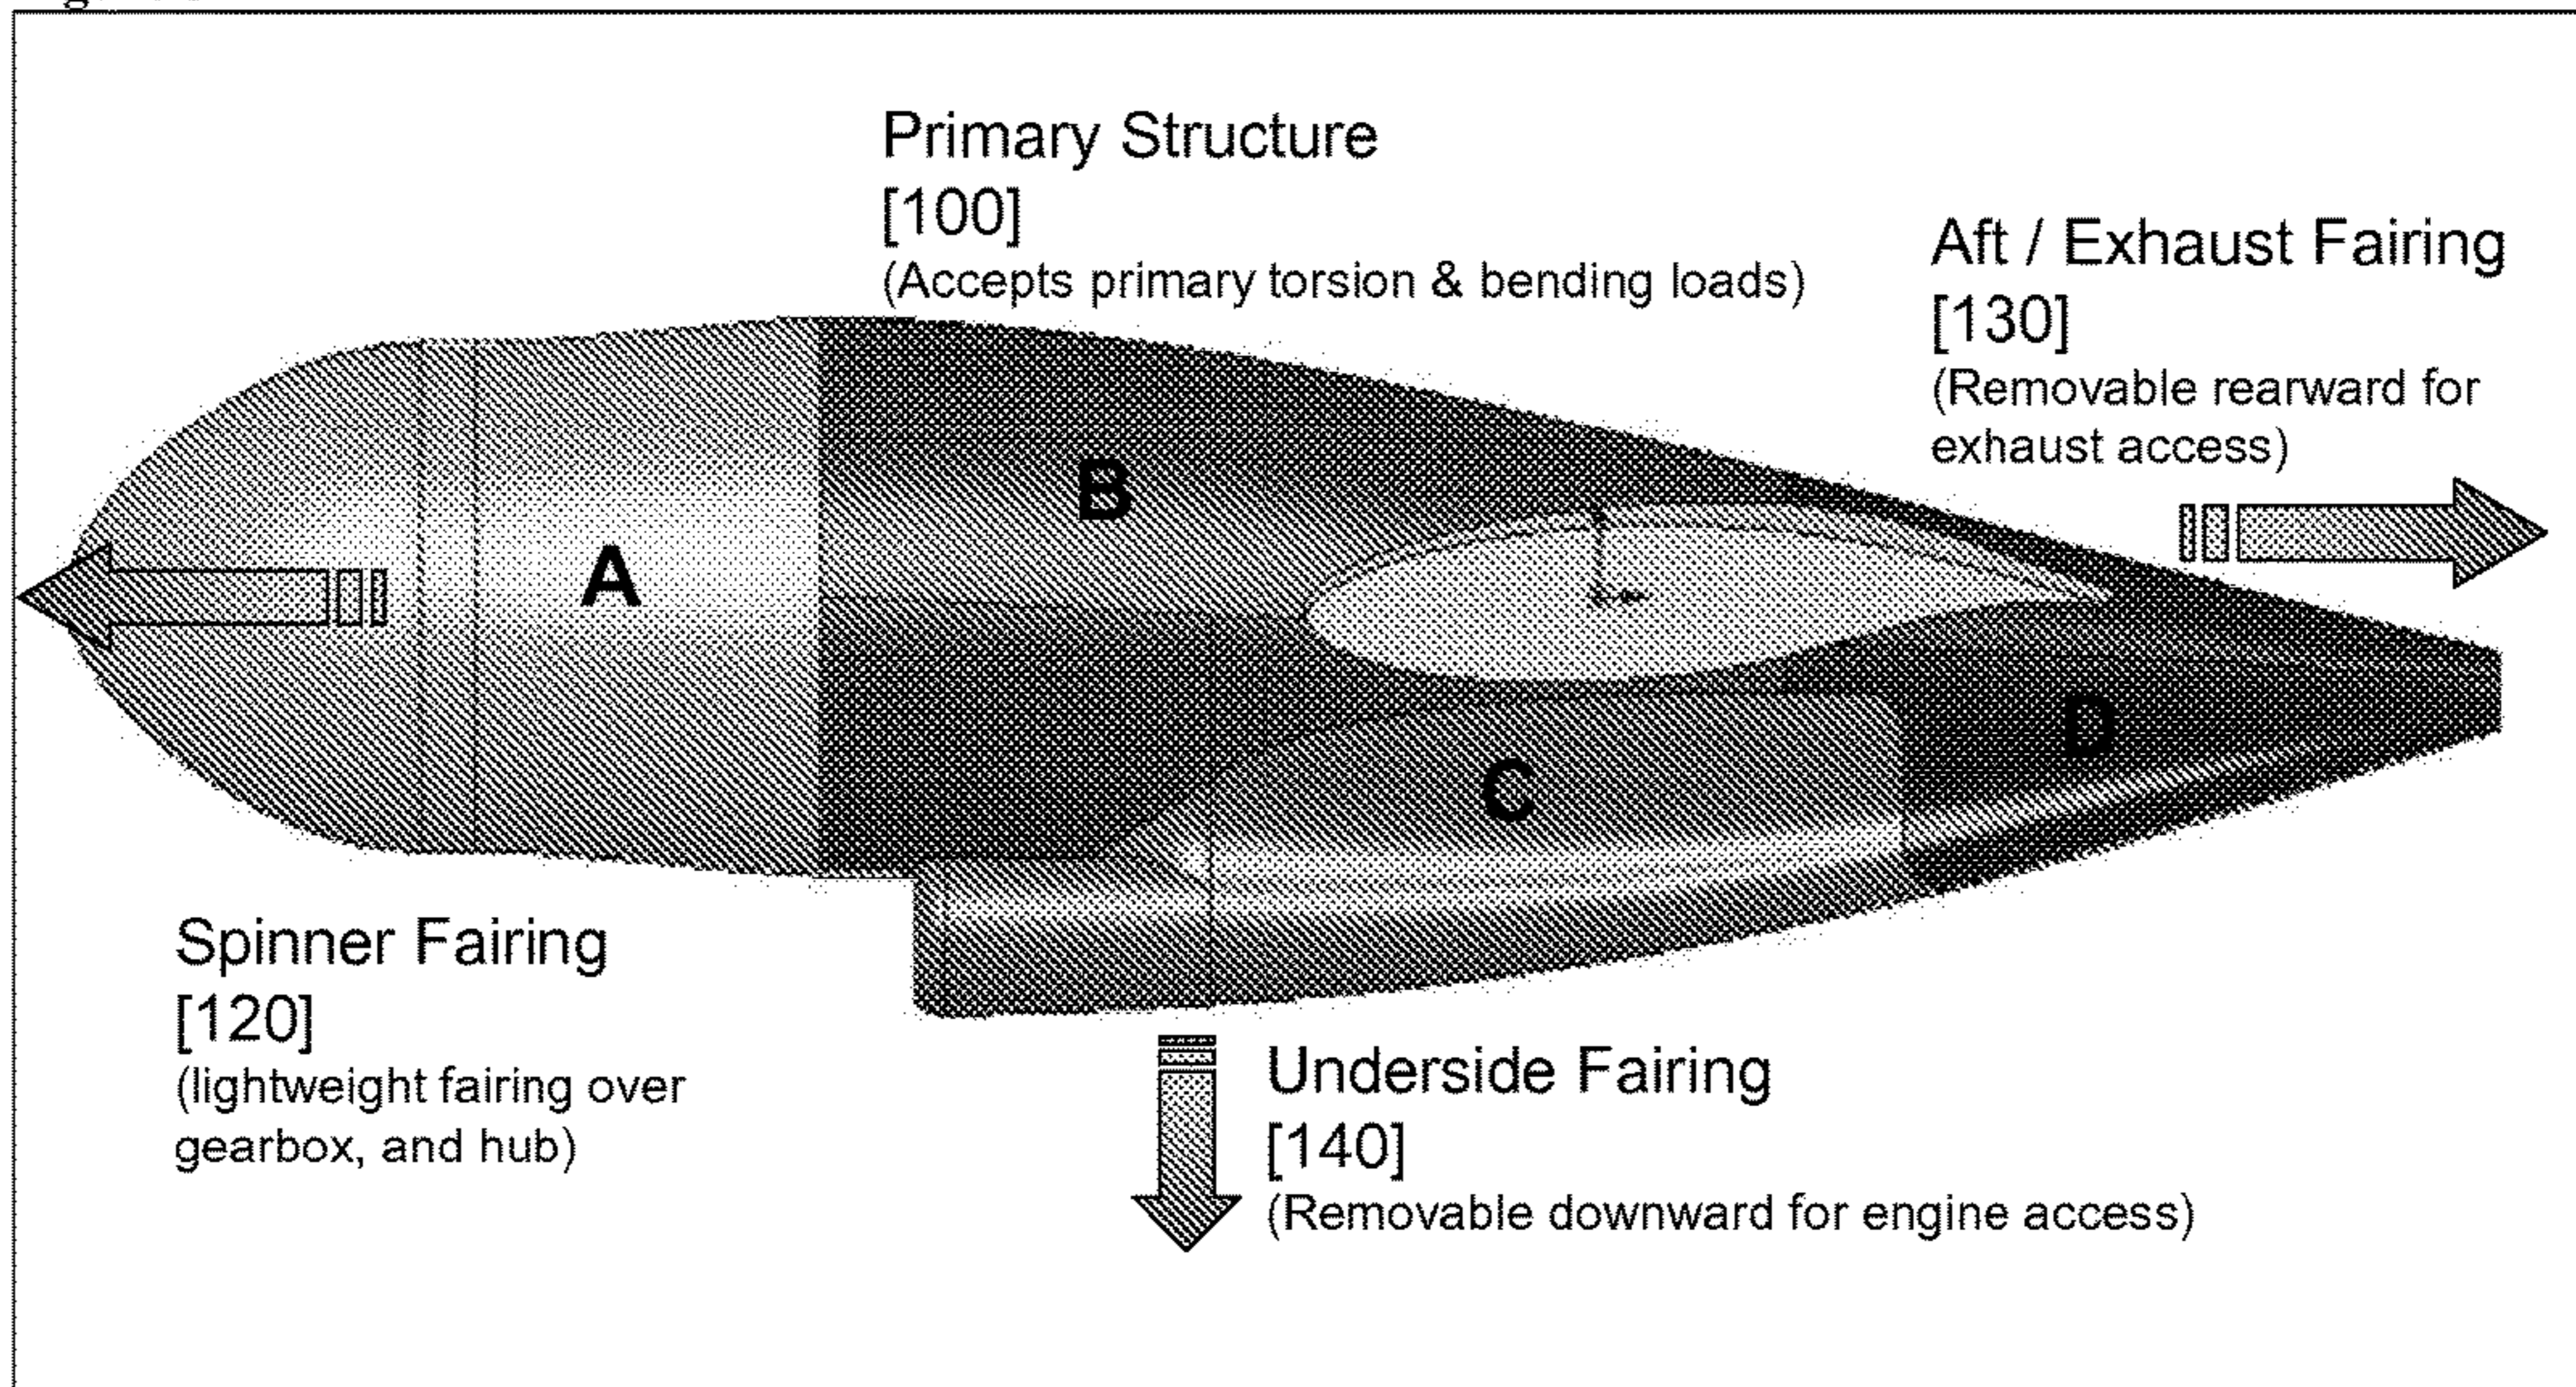 Primary Structure
[100]
(Accepts primary torsion & bending loads)
Aft / Exhaust Fairing
[130]
(Removable rearward for
exhaust access)
B
A
D
C
Spinner Fairing
[120]
(lightweight fairing over
gearbox, and hub)
Underside Fairing
[140]
(Removable downward for engine access)